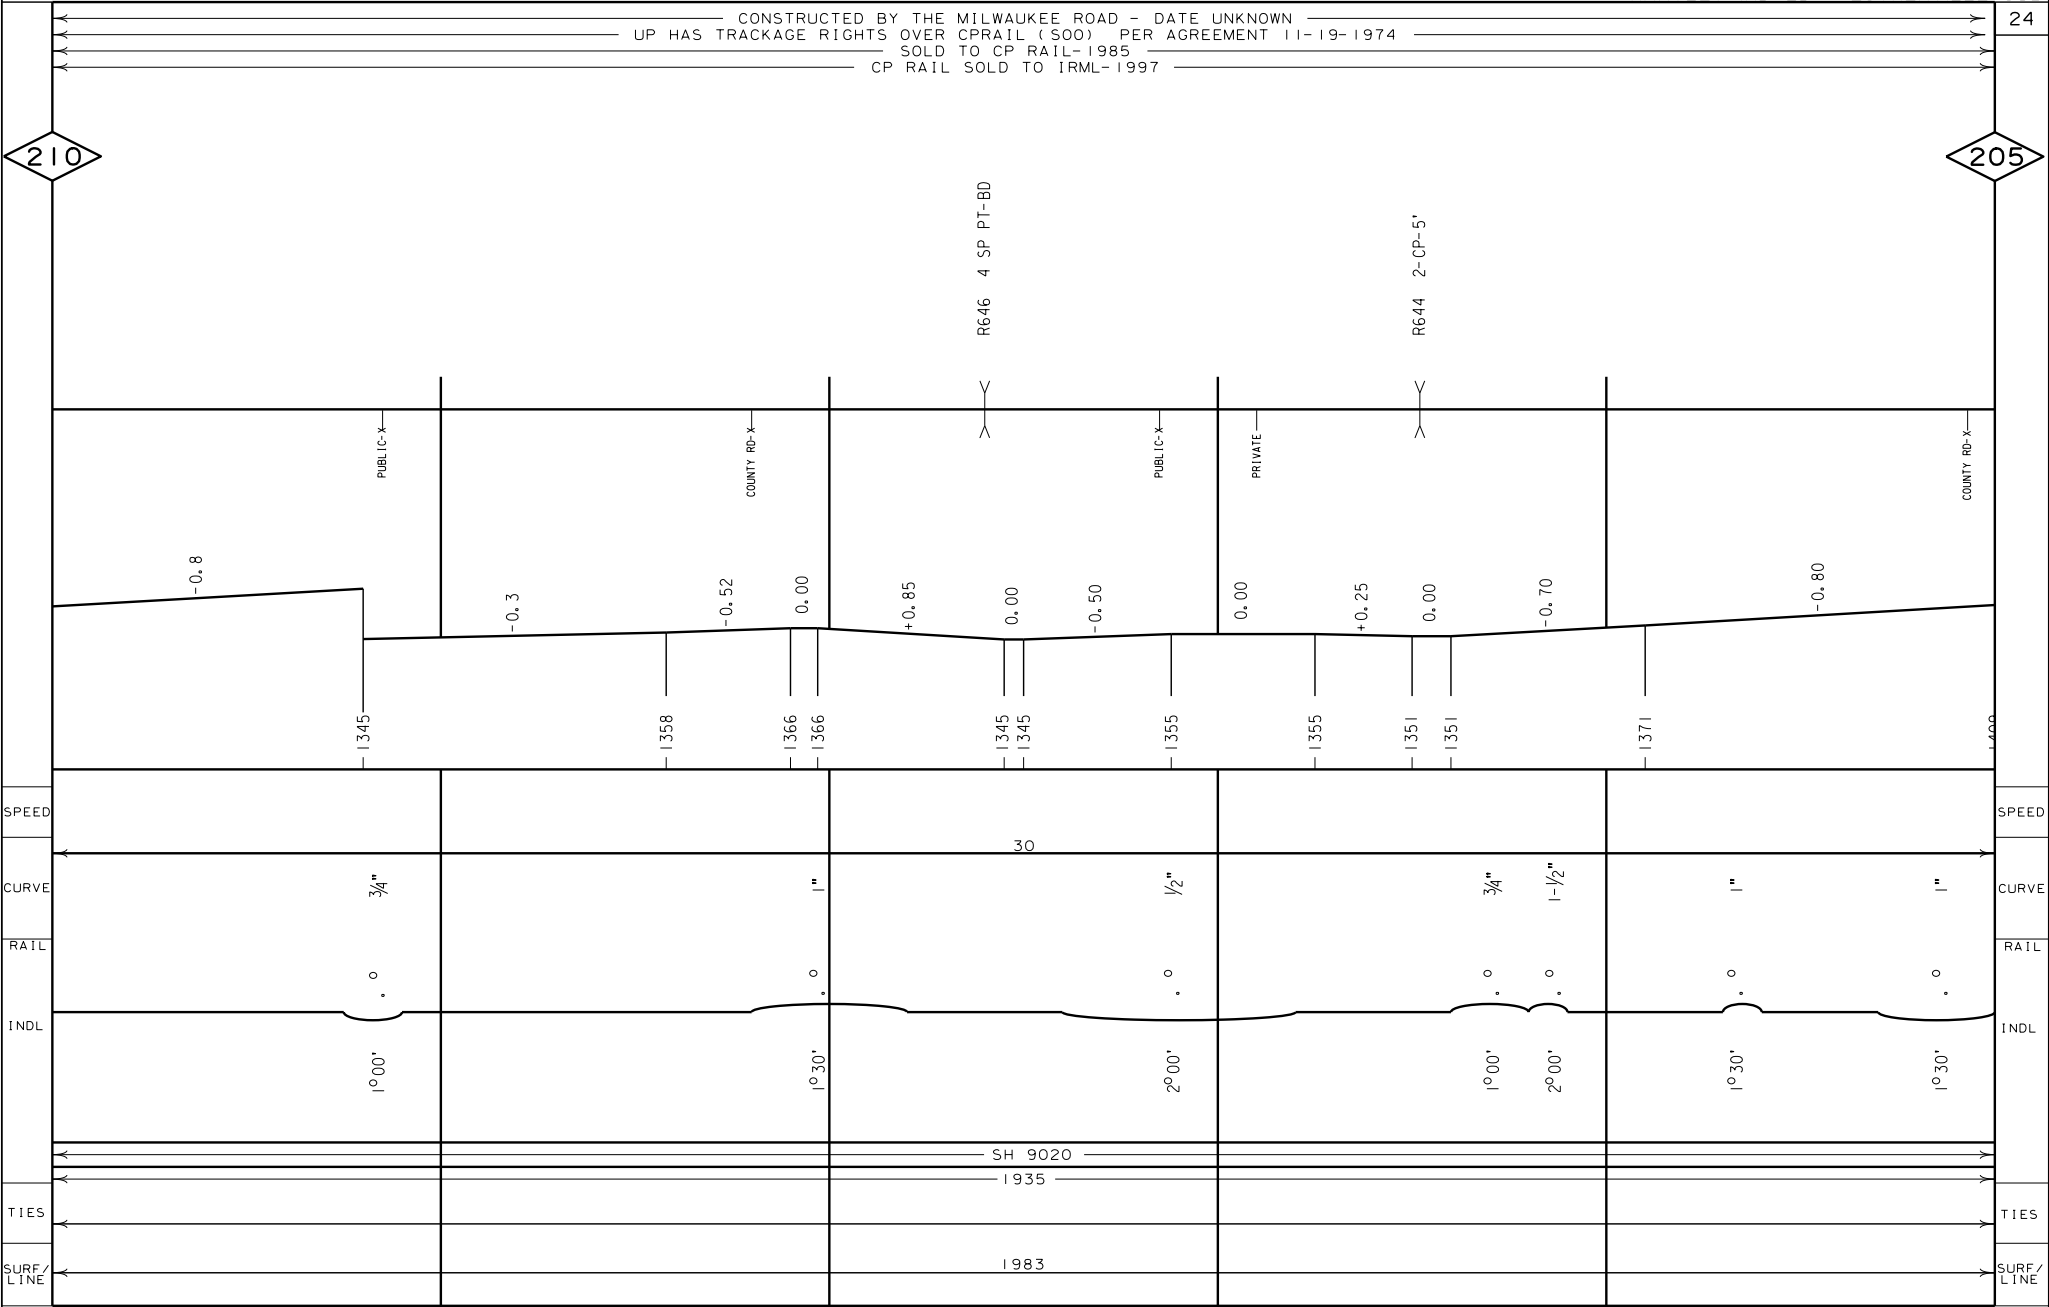 CONSTRUCTED BY THE MILWAUKEE ROAD - DATE UNKNOWN
24
UP HAS TRACKAGE RIGHTS OVER CPRAIL (SOO) PER AGREEMENT 11-19-1974
SOLD TO CP RAIL-1985
CP RAIL SOLD TO IRML-1997
210
205
R646 4 SP PT-BD
R644 2-CP-5'
PUBLIC-X
COUNTY RD-X
PUBLIC-X
PRIVATE
COUNTY RD-X
-0.8
-0.3
-0.52
0.00
+0.85
0.00
-0.50
0.00
+0.25
0.00
-0.70
-0.80
1345
1358
1366
1366
1345
1345
1355
1355
1351
1351
1371
SPEED
SPEED
30
CURVE
3/4"
1"
1/2"
3/4"
1-1/2"
1"
1"
CURVE
RAIL
RAIL
INDL
INDL
1°00'
1°30'
2°00'
1°00'
2°00'
1°30'
1°30'
SH 9020
1935
TIES
TIES
1983
SURF/
LINE
SURF/
LINE